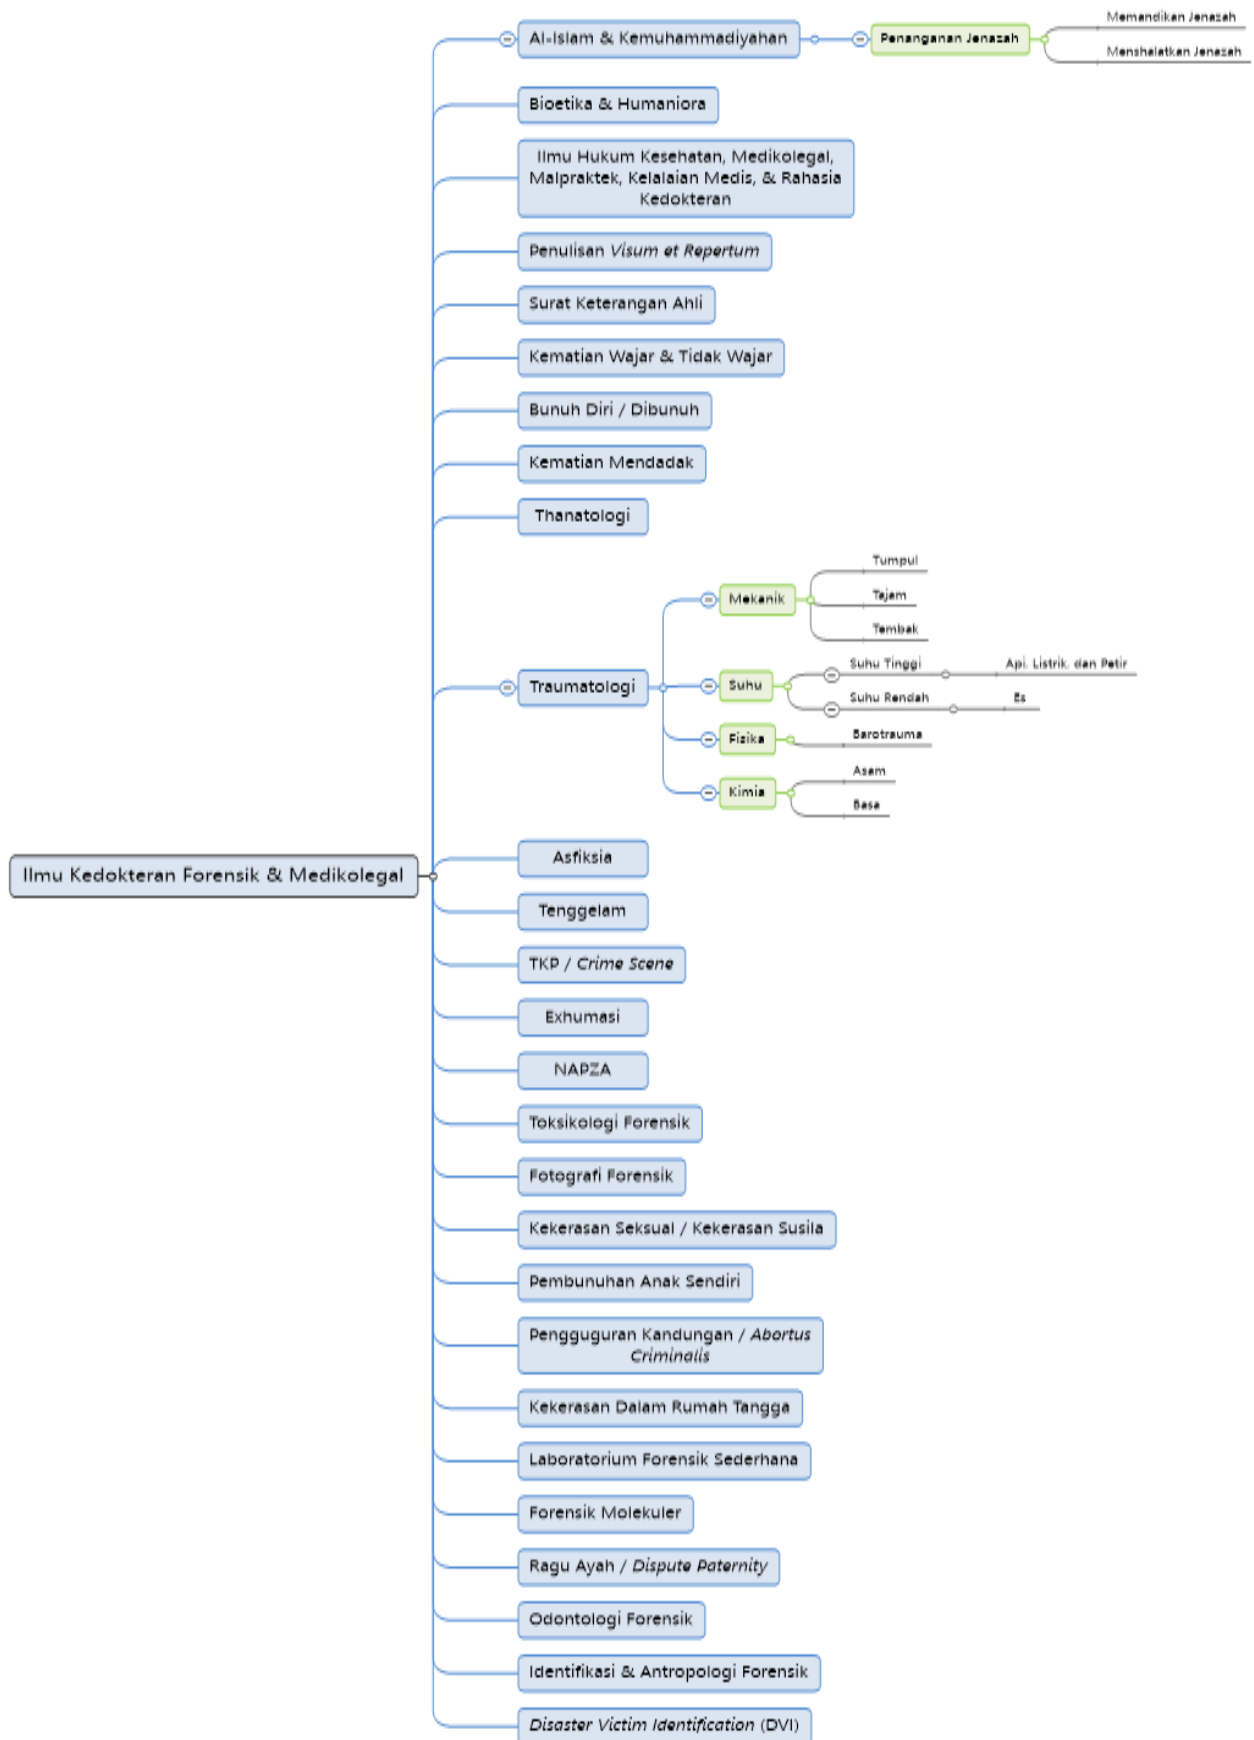 Al-Islam & Kemuhammadiyahan
Penanganan Jenazah
Memandikan Jenazah
Menshalatkan Jenazah
Bioetika & Humaniora
Ilmu Hukum Kesehatan, Medikolegal,
Malpraktek, Kelalaian Medis, & Rahasia
Kedokteran
Penulisan Visum et Repertum
Surat Keterangan Ahli
Kematian Wajar & Tidak Wajar
Bunuh Diri / Dibunuh
Kematian Mendadak
Thanatologi
Traumatologi
Mekanik
Tumpul
Tajam
Tembak
Suhu
Suhu Tinggi
Api, Listrik, dan Petir
Suhu Rendah
Es
Fizika
Barotrauma
Kimia
Asam
Basa
Ilmu Kedokteran Forensik & Medikolegal
Asfiksia
Tenggelam
TKP / Crime Scene
Exhumasi
NAPZA
Toksikologi Forensik
Fotografi Forensik
Kekerasan Seksual / Kekerasan Susila
Pembunuhan Anak Sendiri
Pengguguran Kandungan / Abortus
Criminalis
Kekerasan Dalam Rumah Tangga
Laboratorium Forensik Sederhana
Forensik Molekuler
Ragu Ayah / Dispute Paternity
Odontologi Forensik
Identifikasi & Antropologi Forensik
Disaster Victim Identification (DVI)